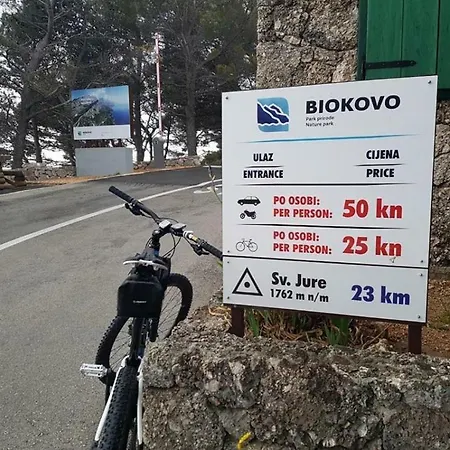 BIOKOVO
Park prirode
Nature park
ULAZ CIJENA
ENTRANCE PRICE
PO OSOBI:
PER PERSON: 50 kn
PO OSOBI:
PER PERSON: 25 kn
Sv. Jure
1762 m n/m 23 km